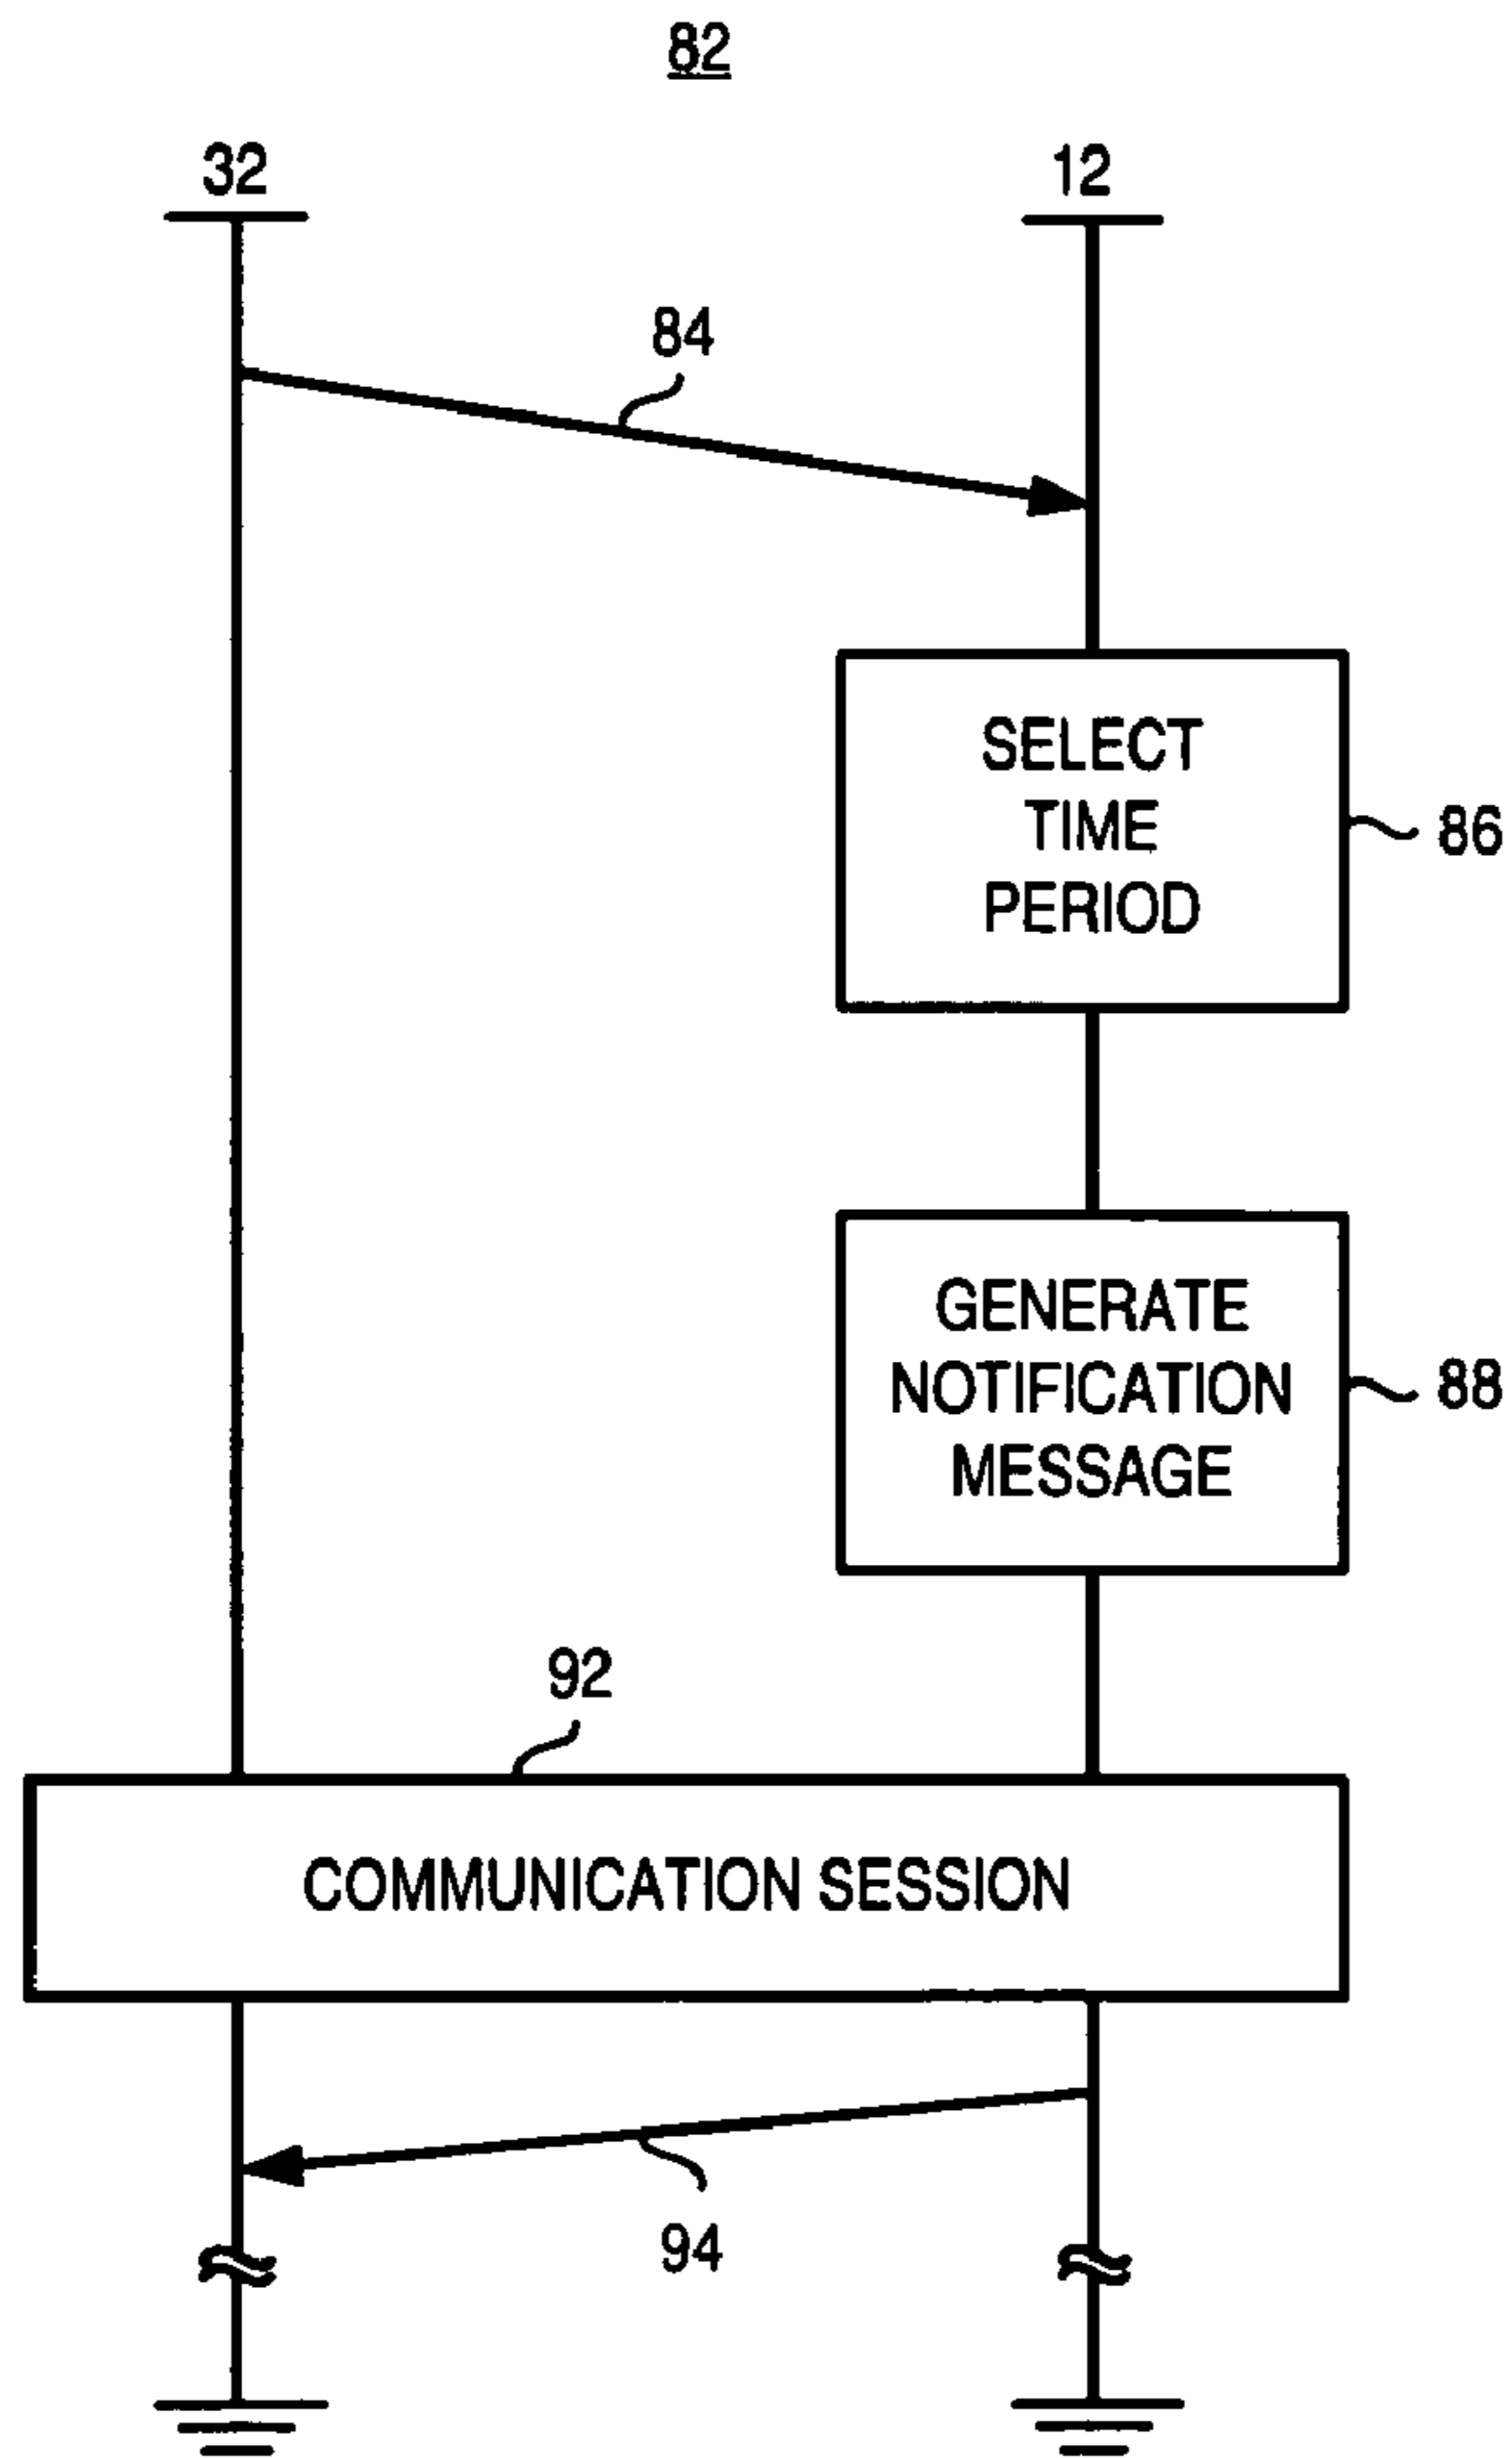 82
32
12
84
SELECT
TIME
PERIOD
86
GENERATE
NOTIFICATION
MESSAGE
88
92
COMMUNICATION SESSION
94